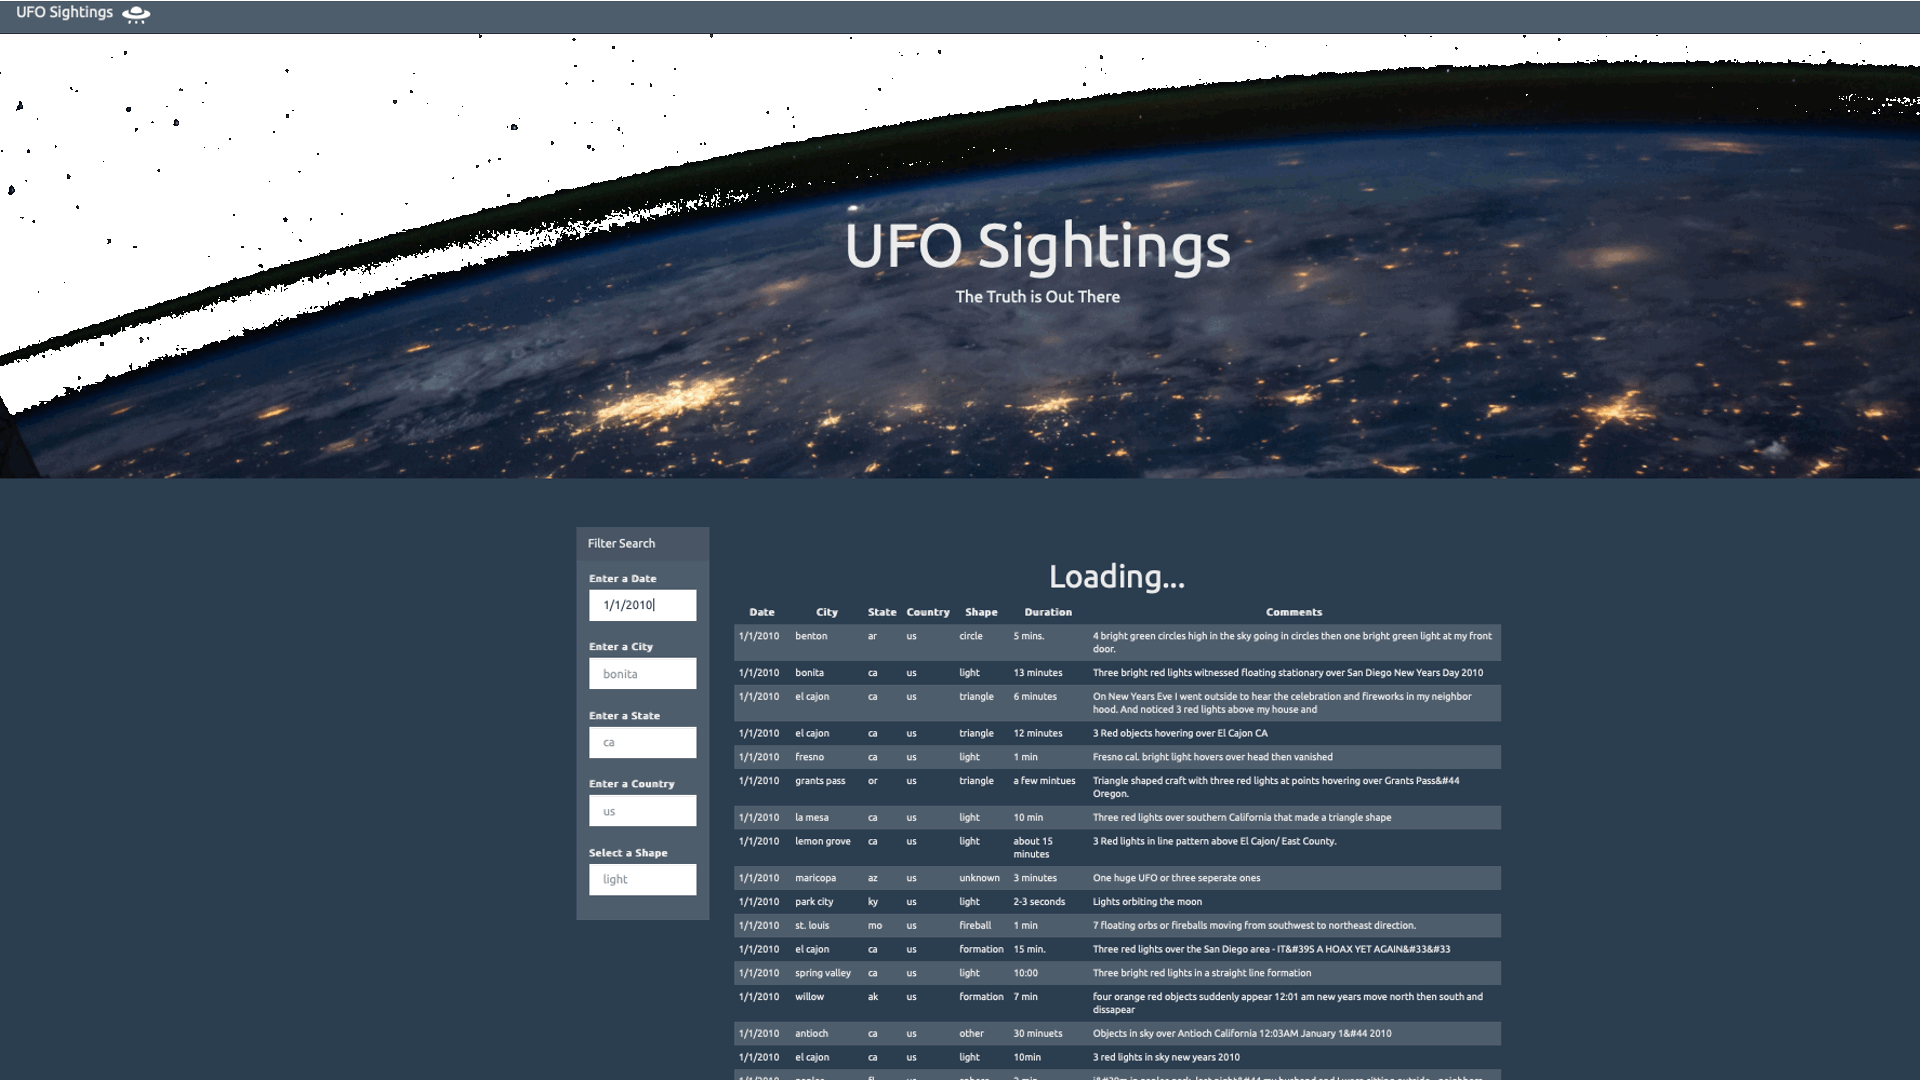 UFO Sightings
UFO Sightings
The Truth is Out There
Filter Search
Enter a Date
1/1/2010
Enter a City
bonita
Enter a State
ca
Enter a Country
us
Select a Shape
light
Loading...
Date City State Country Shape Duration Comments
1/1/2010 benton ar us circle 5 mins. 4 bright green circles high in the sky going in circles then one bright green light at my front
door.
1/1/2010 bonita ca us light 13 minutes Three bright red lights witnessed floating stationary over San Diego New Years Day 2010
1/1/2010 el cajon ca us triangle 6 minutes On New Years Eve I went outside to hear the celebration and fireworks in my neighbor
hood. And noticed 3 red lights above my house and
1/1/2010 el cajon ca us triangle 12 minutes 3 Red objects hovering over El Cajon CA
1/1/2010 fresno ca us light 1 min Fresno cal. bright light hovers over head then vanished
1/1/2010 grants pass or us triangle a few mintues Triangle shaped craft with three red lights at points hovering over Grants Pass&#44
Oregon.
1/1/2010 la mesa ca us light 10 min Three red lights over southern California that made a triangle shape
1/1/2010 lemon grove ca us light about 15 3 Red lights in line pattern above El Cajon/ East County.
minutes
1/1/2010 maricopa az us unknown 3 minutes One huge UFO or three seperate ones
1/1/2010 park city ky us light 2-3 seconds Lights orbiting the moon
1/1/2010 st. louis mo us fireball 1 min 7 floating orbs or fireballs moving from southwest to northeast direction.
1/1/2010 el cajon ca us formation 15 min. Three red lights over the San Diego area - IT&#39S A HOAX YET AGAIN&#33&#33
1/1/2010 spring valley ca us light 10:00 Three bright red lights in a straight line formation
1/1/2010 willow ak us formation 7 min four orange red objects suddenly appear 12:01 am new years move north then south and
dissapear
1/1/2010 antioch ca us other 30 minuets Objects in sky over Antioch California 12:03AM January 1&#44 2010
1/1/2010 el cajon ca us light 10min 3 red lights in sky new years 2010